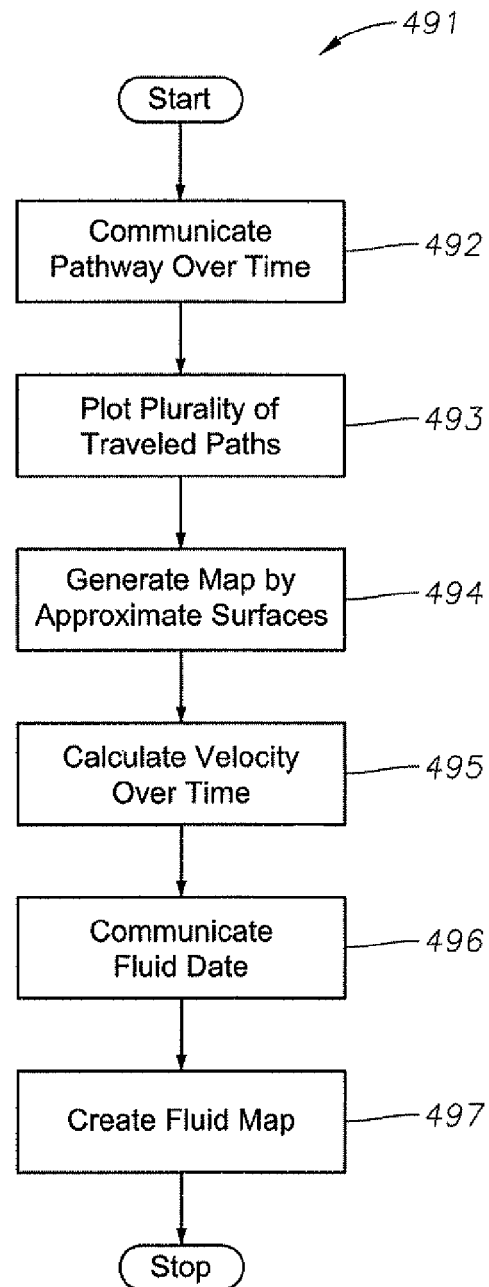 491
Start
Communicate
Pathway Over Time
492
Plot Plurality of
Traveled Paths
493
Generate Map by
Approximate Surfaces
494
Calculate Velocity
Over Time
495
Communicate
Fluid Date
496
Create Fluid Map
497
Stop